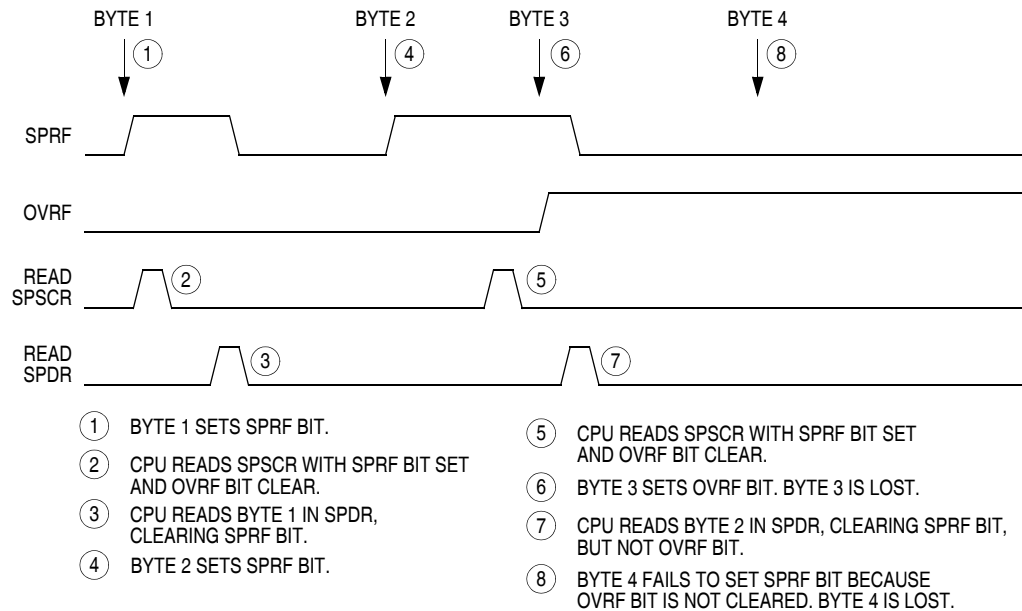 BYTE 1 BYTE 2 BYTE 3 BYTE 4
1 4 6 8
SPRF
OVRF
READ
SPSCR
2 5
READ
SPDR
3 7
1 BYTE 1 SETS SPRF BIT.
2 CPU READS SPSCR WITH SPRF BIT SET
AND OVRF BIT CLEAR.
3 CPU READS BYTE 1 IN SPDR,
CLEARING SPRF BIT.
4 BYTE 2 SETS SPRF BIT.
5 CPU READS SPSCR WITH SPRF BIT SET
AND OVRF BIT CLEAR.
6 BYTE 3 SETS OVRF BIT. BYTE 3 IS LOST.
7 CPU READS BYTE 2 IN SPDR, CLEARING SPRF BIT,
BUT NOT OVRF BIT.
8 BYTE 4 FAILS TO SET SPRF BIT BECAUSE
OVRF BIT IS NOT CLEARED. BYTE 4 IS LOST.